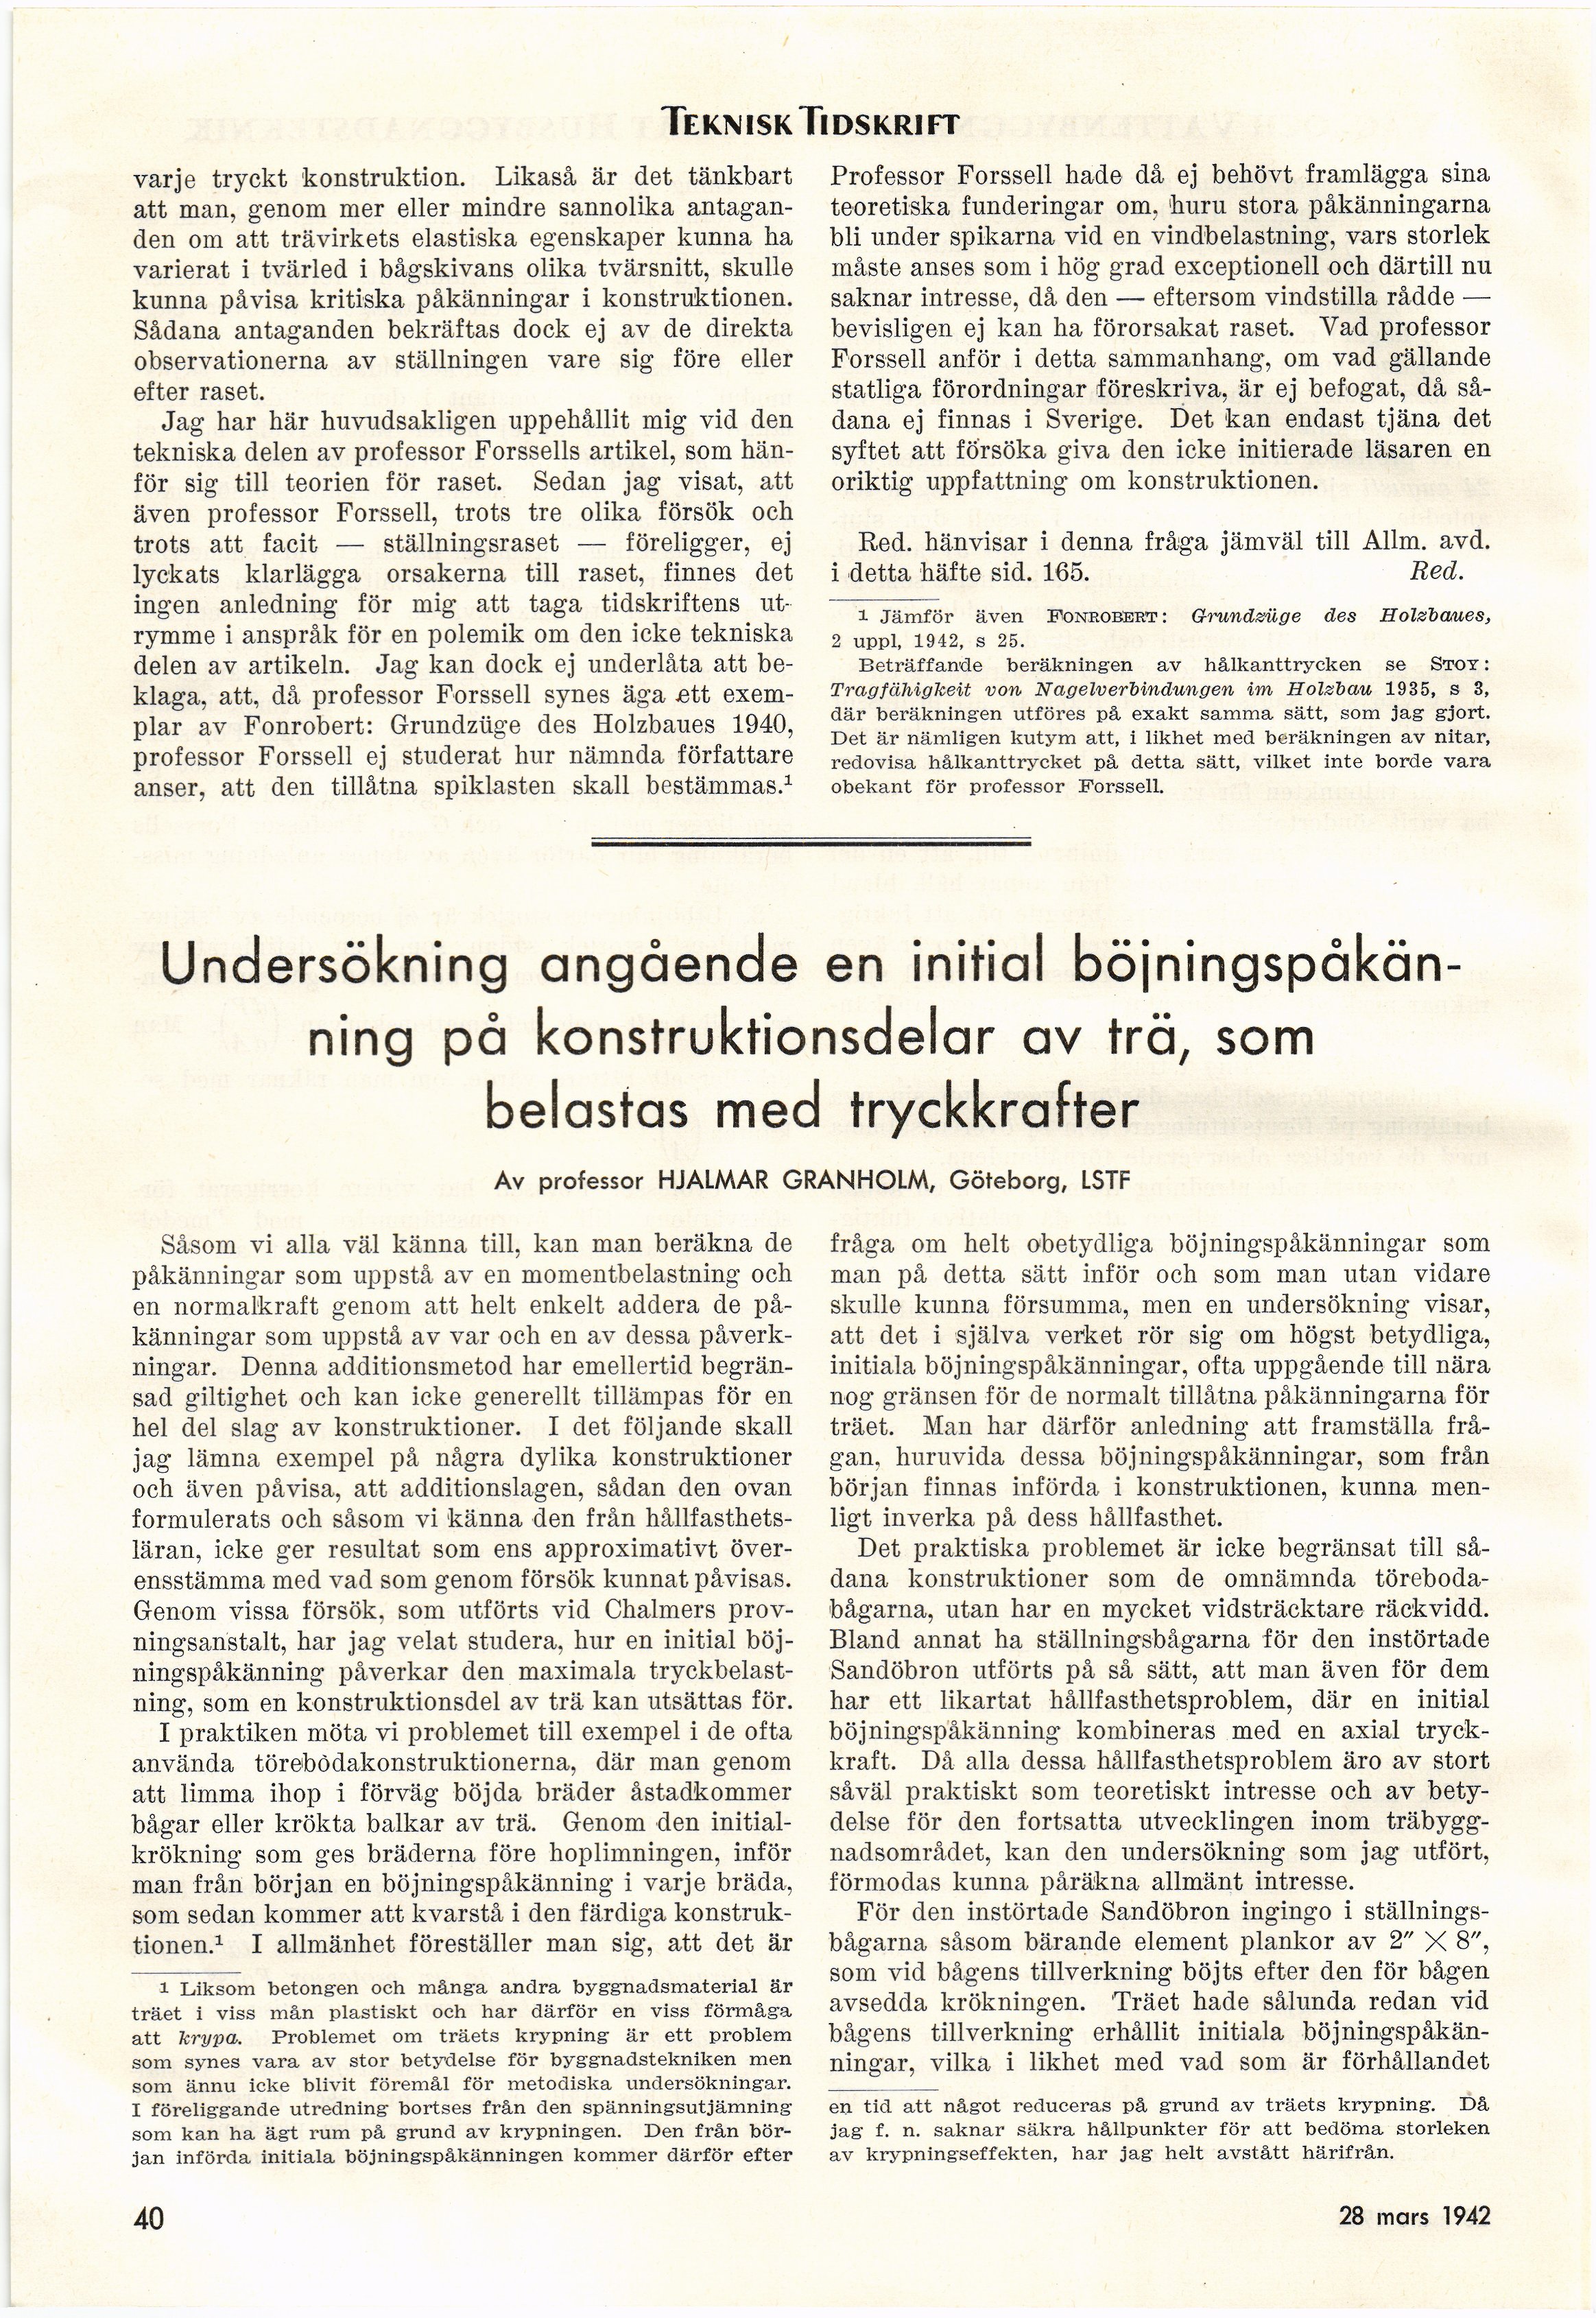 TEKNISK TIDSKRIFT
varje tryckt konstruktion. Likaså är det tänkbart
att man, genom mer eller mindre sannolika antagan-
den om att trävirkets elastiska egenskaper kunna ha
varierat i tvärled i bågskivans olika tvärsnitt, skulle
kunna påvisa kritiska påkänningar i konstruktionen.
Sådana antaganden bekräftas dock ej av de direkta
observationerna av ställningen vare sig före eller
efter raset.
Jag har här huvudsakligen uppehållit mig vid den
tekniska delen av professor Forssells artikel, som hän-
för sig till teorien för raset. Sedan jag visat, att
även professor Forssell, trots tre olika försök och
trots att facit — ställningsraset — föreligger, ej
lyckats klarlägga orsakerna till raset, finnes det
ingen anledning för mig att taga tidskriftens ut-
rymme i anspråk för en polemik om den icke tekniska
delen av artikeln. Jag kan dock ej underlåta att be-
klaga, att, då professor Forssell synes äga ett exem-
plar av Fonrobert: Grundzüge des Holzbaues 1940,
professor Forssell ej studerat hur nämnda författare
anser, att den tillåtna spiklasten skall bestämmas.¹
Professor Forssell hade då ej behövt framlägga sina
teoretiska funderingar om, huru stora påkänningarna
bli under spikarna vid en vindbelastning, vars storlek
måste anses som i hög grad exceptionell och därtill nu
saknar intresse, då den — eftersom vindstilla rådde —
bevisligen ej kan ha förorsakat raset. Vad professor
Forssell anför i detta sammanhang, om vad gällande
statliga förordningar föreskriva, är ej befogat, då så-
dana ej finnas i Sverige. Det kan endast tjäna det
syftet att försöka giva den icke initierade läsaren en
oriktig uppfattning om konstruktionen.
Red. hänvisar i denna fråga jämväl till Allm. avd.
i detta häfte sid. 165. Red.
1 Jämför även FONROBERT: Grundzüge des Holzbaues,
2 uppl, 1942, s 25.
Beträffande beräkningen av hålkanttrycken se STOY:
Tragfähigkeit von Nagelverbindungen im Holzbau 1935, s 3,
där beräkningen utföres på exakt samma sätt, som jag gjort.
Det är nämligen kutym att, i likhet med beräkningen av nitar,
redovisa hålkanttrycket på detta sätt, vilket inte borde vara
obekant för professor Forssell.
Undersökning angående en initial böjningspåkän-
ning på konstruktionsdelar av trä, som
belastas med tryckkrafter
Av professor HJALMAR GRANHOLM, Göteborg, LSTF
Såsom vi alla väl känna till, kan man beräkna de
påkänningar som uppstå av en momentbelastning och
en normalkraft genom att helt enkelt addera de på-
känningar som uppstå av var och en av dessa påverk-
ningar. Denna additionsmetod har emellertid begrän-
sad giltighet och kan icke generellt tillämpas för en
hel del slag av konstruktioner. I det följande skall
jag lämna exempel på några dylika konstruktioner
och även påvisa, att additionslagen, sådan den ovan
formulerats och såsom vi känna den från hållfasthets-
läran, icke ger resultat som ens approximativt över-
ensstämma med vad som genom försök kunnat påvisas.
Genom vissa försök, som utförts vid Chalmers prov-
ningsanstalt, har jag velat studera, hur en initial böj-
ningspåkänning påverkar den maximala tryckbelast-
ning, som en konstruktionsdel av trä kan utsättas för.
I praktiken möta vi problemet till exempel i de ofta
använda törebodakonstruktionerna, där man genom
att limma ihop i förväg böjda bräder åstadkommer
bågar eller krökta balkar av trä. Genom den initial-
krökning som ges bräderna före hoplimningen, inför
man från början en böjningspåkänning i varje bräda,
som sedan kommer att kvarstå i den färdiga konstruk-
tionen.¹ I allmänhet föreställer man sig, att det är
1 Liksom betongen och många andra byggnadsmaterial är
träet i viss mån plastiskt och har därför en viss förmåga
att krypa. Problemet om träets krypning är ett problem
som synes vara av stor betydelse för byggnadstekniken men
som ännu icke blivit föremål för metodiska undersökningar.
I föreliggande utredning bortses från den spänningsutjämning
som kan ha ägt rum på grund av krypningen. Den från bör-
jan införda initiala böjningspåkänningen kommer därför efter
fråga om helt obetydliga böjningspåkänningar som
man på detta sätt inför och som man utan vidare
skulle kunna försumma, men en undersökning visar,
att det i själva verket rör sig om högst betydliga,
initiala böjningspåkänningar, ofta uppgående till nära
nog gränsen för de normalt tillåtna påkänningarna för
träet. Man har därför anledning att framställa frå-
gan, huruvida dessa böjningspåkänningar, som från
början finnas införda i konstruktionen, kunna men-
ligt inverka på dess hållfasthet.
Det praktiska problemet är icke begränsat till så-
dana konstruktioner som de omnämnda töreboda-
bågarna, utan har en mycket vidsträcktare räckvidd.
Bland annat ha ställningsbågarna för den instörtade
Sandöbron utförts på så sätt, att man även för dem
har ett likartat hållfasthetsproblem, där en initial
böjningspåkänning kombineras med en axial tryck-
kraft. Då alla dessa hållfasthetsproblem äro av stort
såväl praktiskt som teoretiskt intresse och av bety-
delse för den fortsatta utvecklingen inom träbygg-
nadsområdet, kan den undersökning som jag utfört,
förmodas kunna påräkna allmänt intresse.
För den instörtade Sandöbron ingingo i ställnings-
bågarna såsom bärande element plankor av 2" × 8",
som vid bågens tillverkning böjts efter den för bågen
avsedda krökningen. Träet hade sålunda redan vid
bågens tillverkning erhållit initiala böjningspåkän-
ningar, vilka i likhet med vad som är förhållandet
en tid att något reduceras på grund av träets krypning. Då
jag f. n. saknar säkra hållpunkter för att bedöma storleken
av krypningseffekten, har jag helt avstått härifrån.
40
28 mars 1942